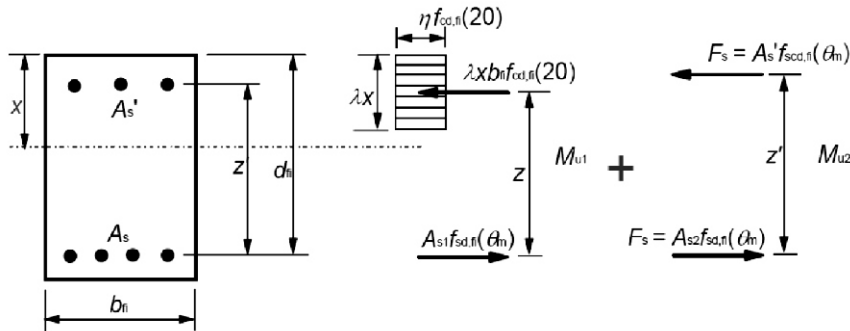 ηfcd,fi(20)
x
As'
z
dfi
As
bfi
λx
λxbfifcd,fi(20)
z
Mu1
As1fsd,fi(θm)
+
Fs = As'fscd,fi(θm)
z'
Mu2
Fs = As2fsd,fi(θm)